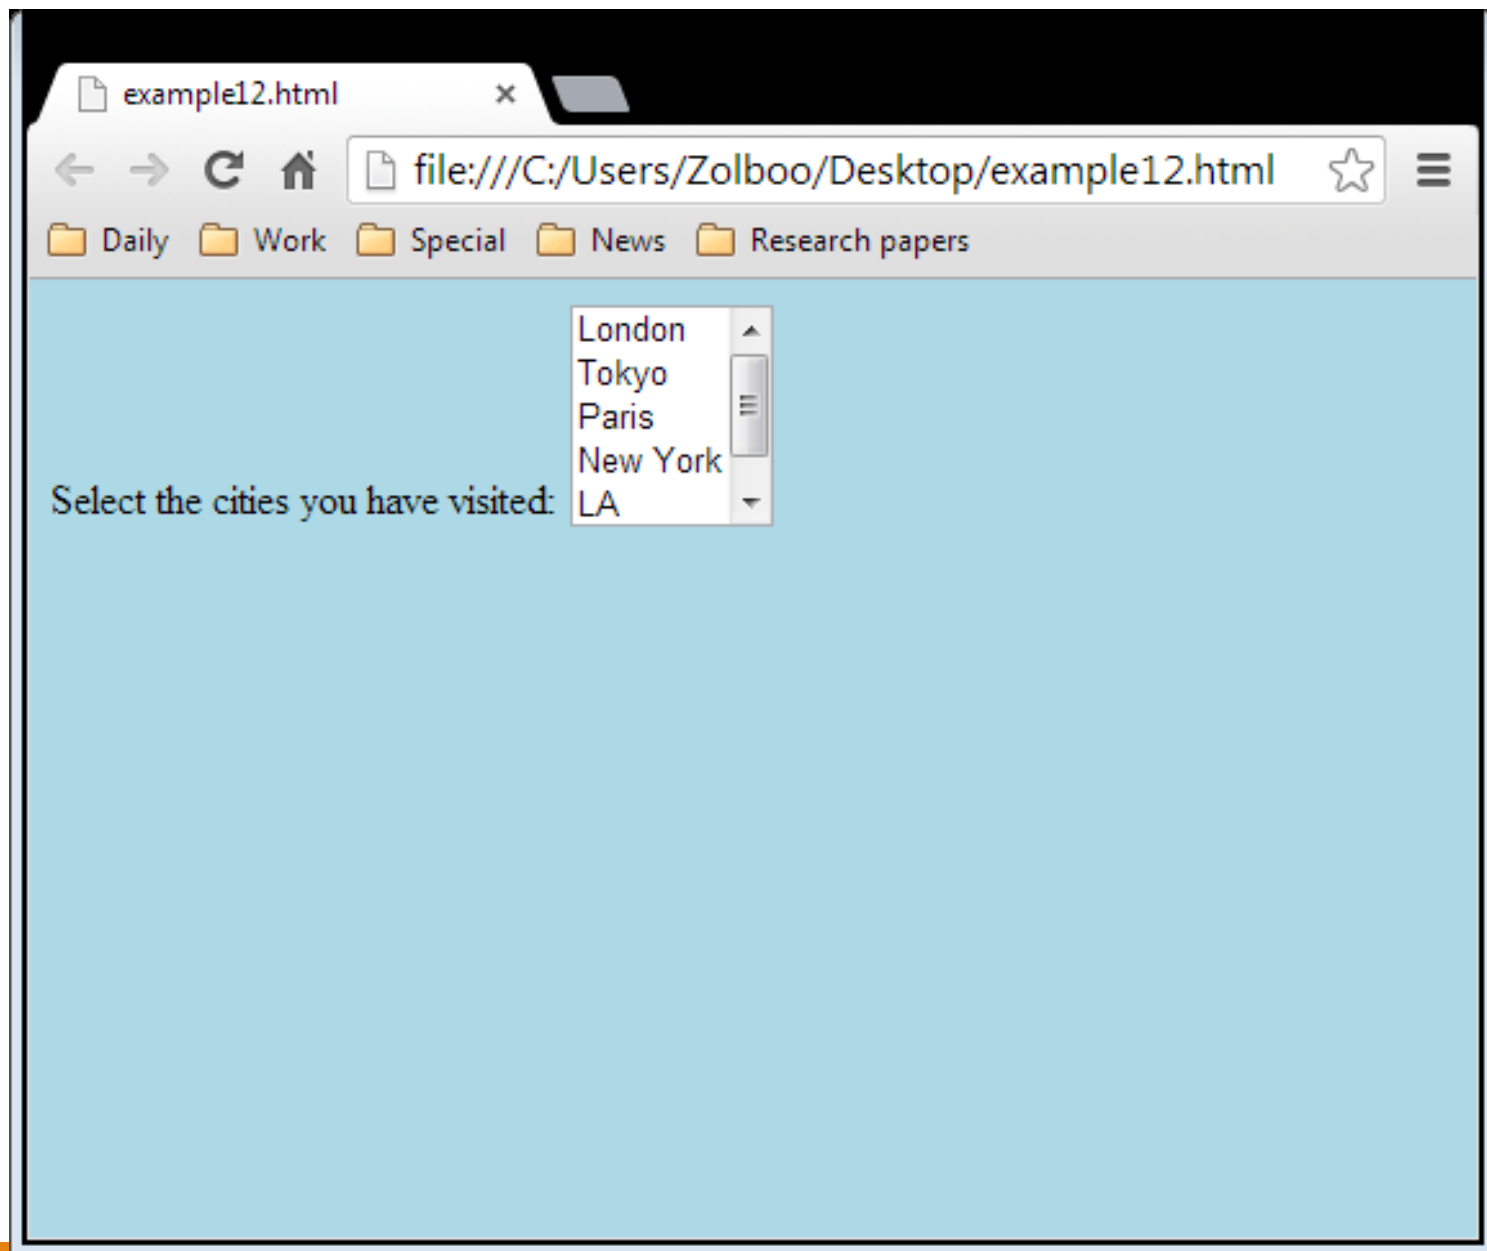 example12.html
file:///C:/Users/Zolboo/Desktop/example12.html
Daily Work Special News Research papers
London
Tokyo
Paris
New York
Select the cities you have visited: LA